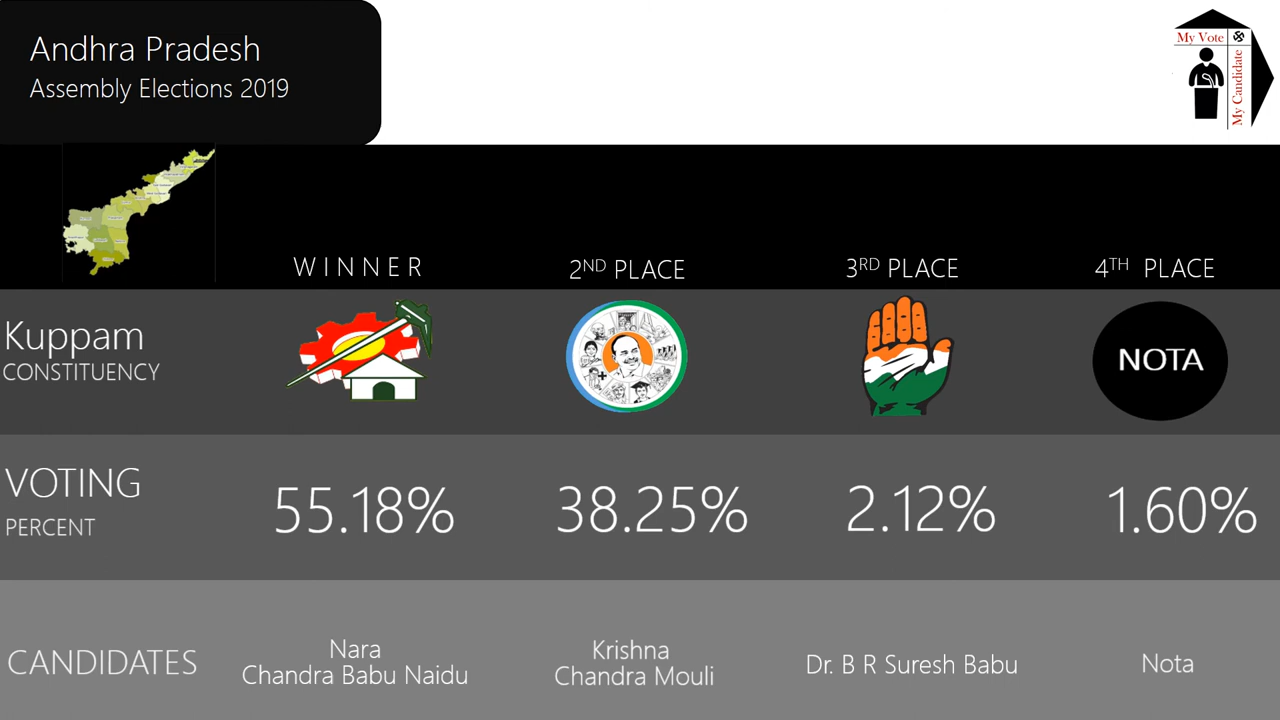 Andhra Pradesh
Assembly Elections 2019
My Vote
My Candidate
WINNER
2ND PLACE
3RD PLACE
4TH PLACE
Kuppam
CONSTITUENCY
NOTA
VOTING
PERCENT
55.18%
38.25%
2.12%
1.60%
CANDIDATES
Nara
Chandra Babu Naidu
Krishna
Chandra Mouli
Dr. B R Suresh Babu
Nota